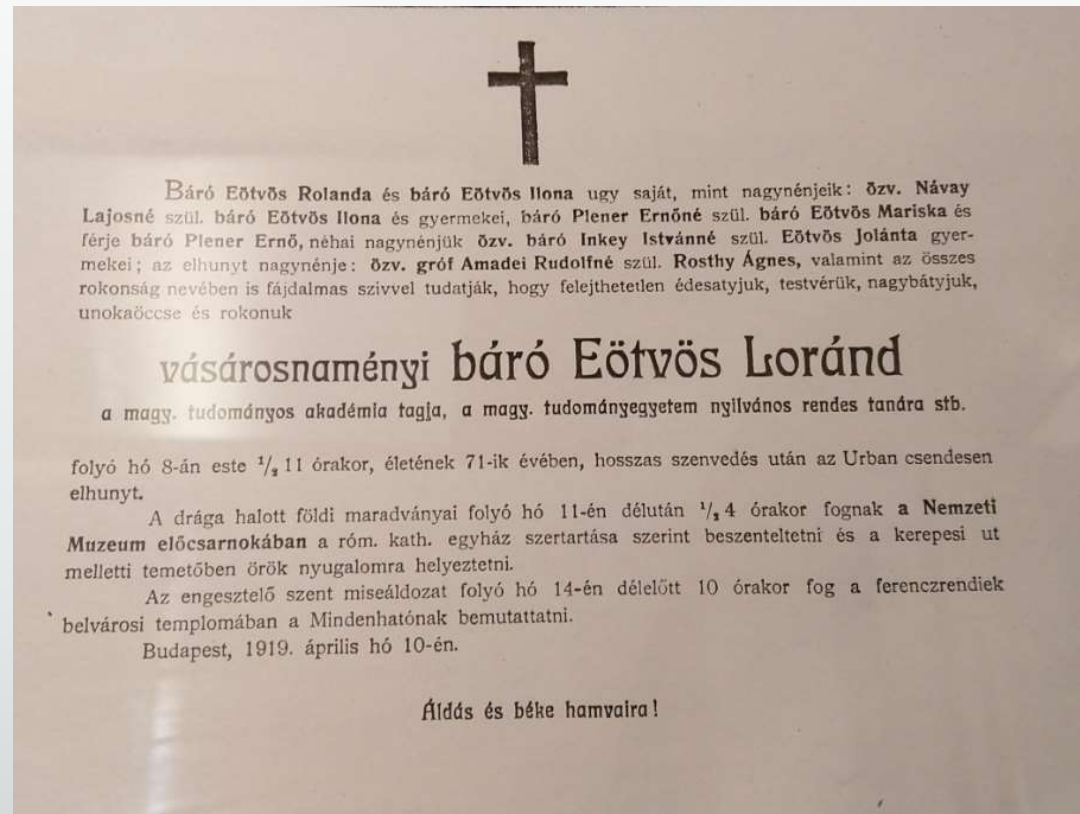 Báró Eötvös Rolanda és báró Eötvös Ilona ugy saját, mint nagynénjeik: özv. Návay
Lajosné szül. báró Eötvös Ilona és gyermekei, báró Plener Ernőné szül. báró Eötvös Mariska és
férje báró Plener Ernő, néhai nagynénjük özv. báró Inkey Istvánné szül. Eötvös Jolánta gyer-
mekei; az elhunyt nagynénje: özv. gróf Amadei Rudolfné szül. Rosthy Ágnes, valamint az összes
rokonság nevében is fájdalmas szivvel tudatják, hogy felejthetetlen édesatyjuk, testvérük, nagybátyjuk,
unokaöccse és rokonuk
vásárosnaményi báró Eötvös Loránd
a magy. tudományos akadémia tagja, a magy. tudományegyetem nyilvános rendes tanára stb.
folyó hó 8-án este 1/2 11 órakor, életének 71-ik évében, hosszas szenvedés után az Urban csendesen
elhunyt.
A drága halott földi maradványai folyó hó 11-én délután 1/2 4 órakor fognak a Nemzeti
Muzeum előcsarnokában a róm. kath. egyház szertartása szerint beszenteltetni és a kerepesi ut
melletti temetőben örök nyugalomra helyeztetni.
Az engesztelő szent miseáldozat folyó hó 14-én délelőtt 10 órakor fog a ferenczrendiek
belvárosi templomában a Mindenhatónak bemutattatni.
Budapest, 1919. április hó 10-én.
Áldás és béke hamvaira!